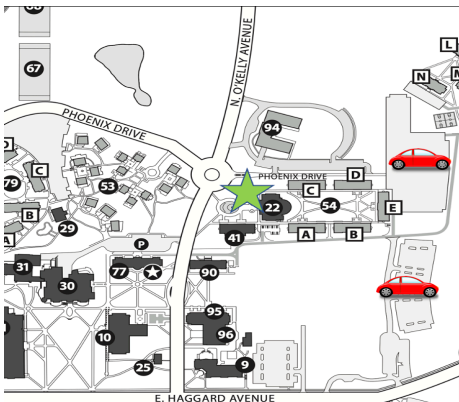 68
67
N. O'KELLY AVENUE
L
N
M
PHOENIX DRIVE
94
PHOENIX DRIVE
D
C
79
C
D
53
22
54
E
B
29
41
A
B
A
P
31
77
90
30
95
10
96
25
9
E. HAGGARD AVENUE